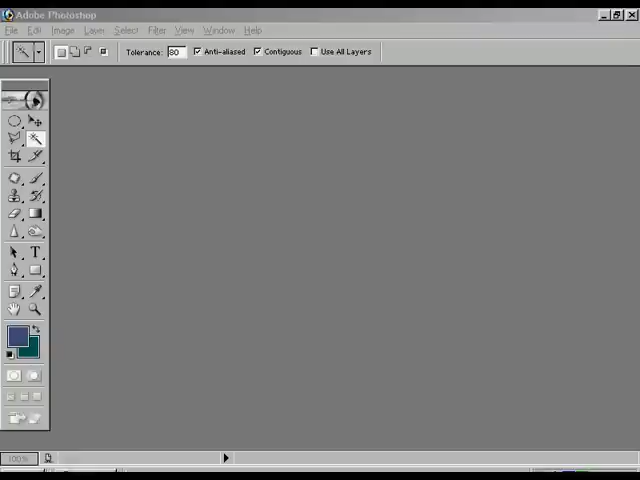 Adobe Photoshop
File Edit Image Layer Select Filter View Window Help
Tolerance: 80 Anti-aliased Contiguous Use All Layers
T
100%